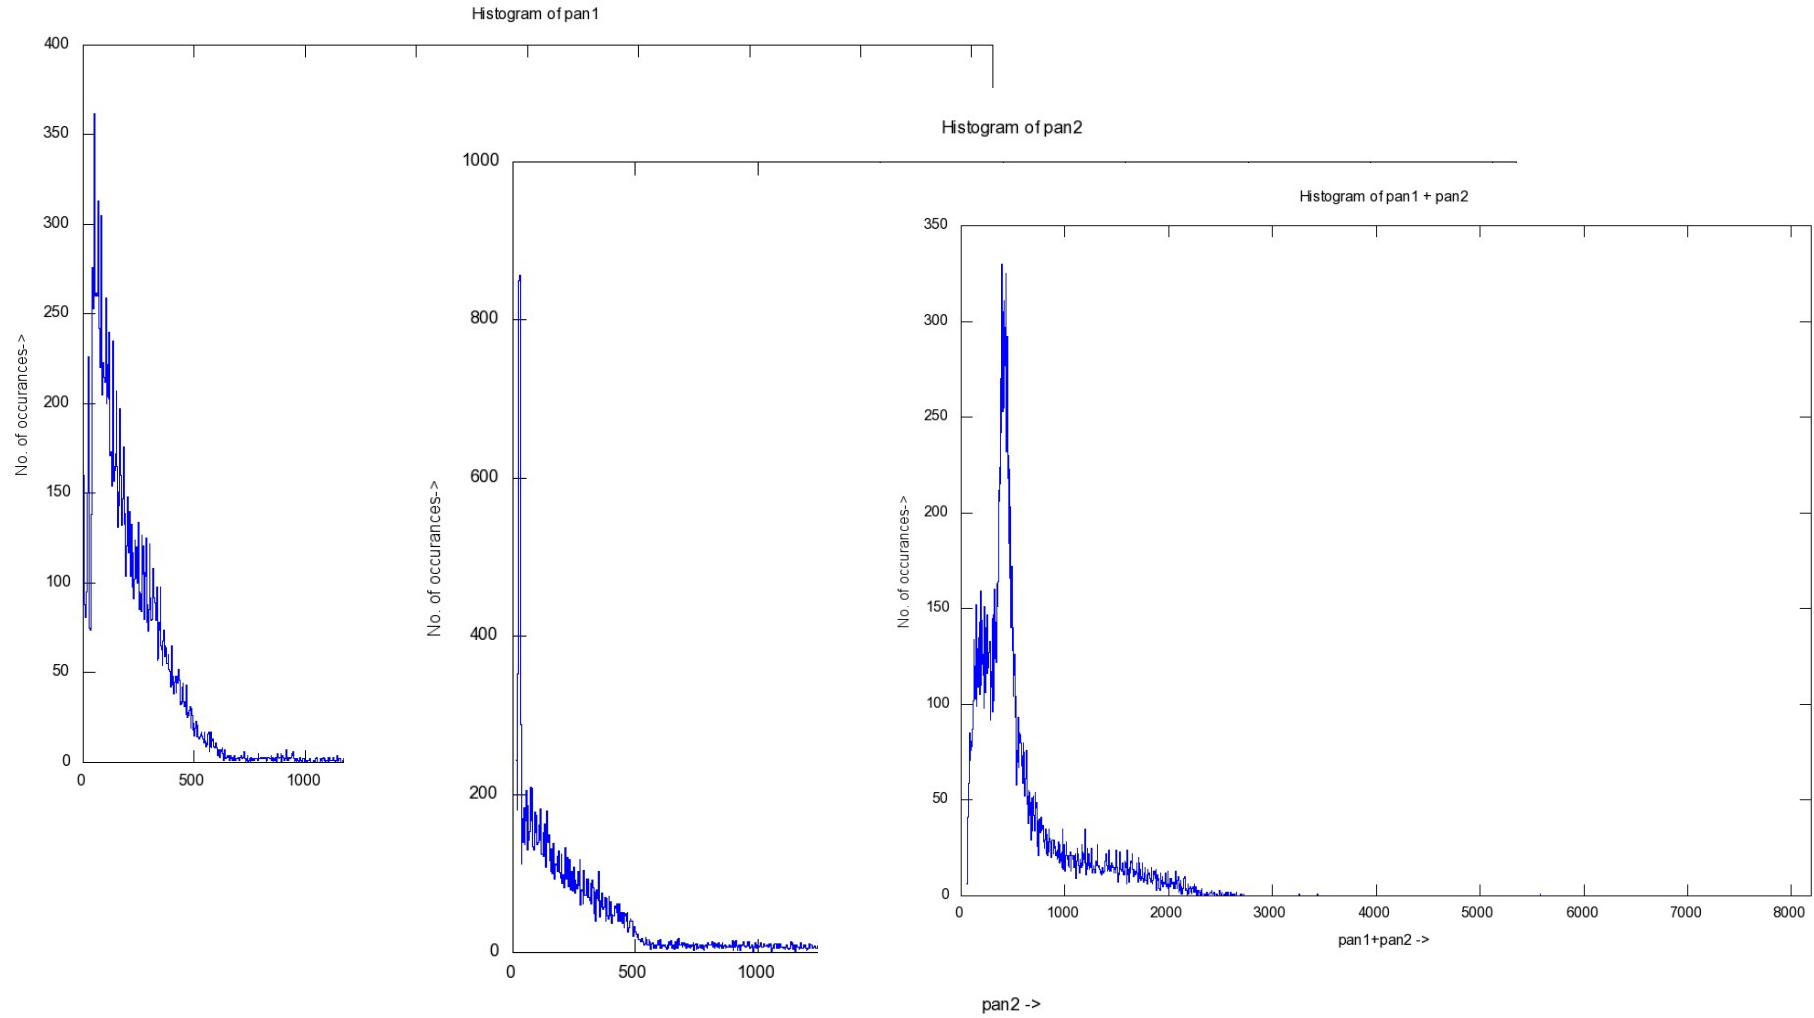 Histogram of pan1
400
350
300
250
200
150
100
50
0
0 500 1000
No. of occurances->
Histogram of pan2
1000
800
600
400
200
0
0 500 1000
No. of occurances->
pan2 ->
Histogram of pan1 + pan2
350
300
250
200
150
100
50
0
0 1000 2000 3000 4000 5000 6000 7000 8000
No. of occurances->
pan1+pan2 ->